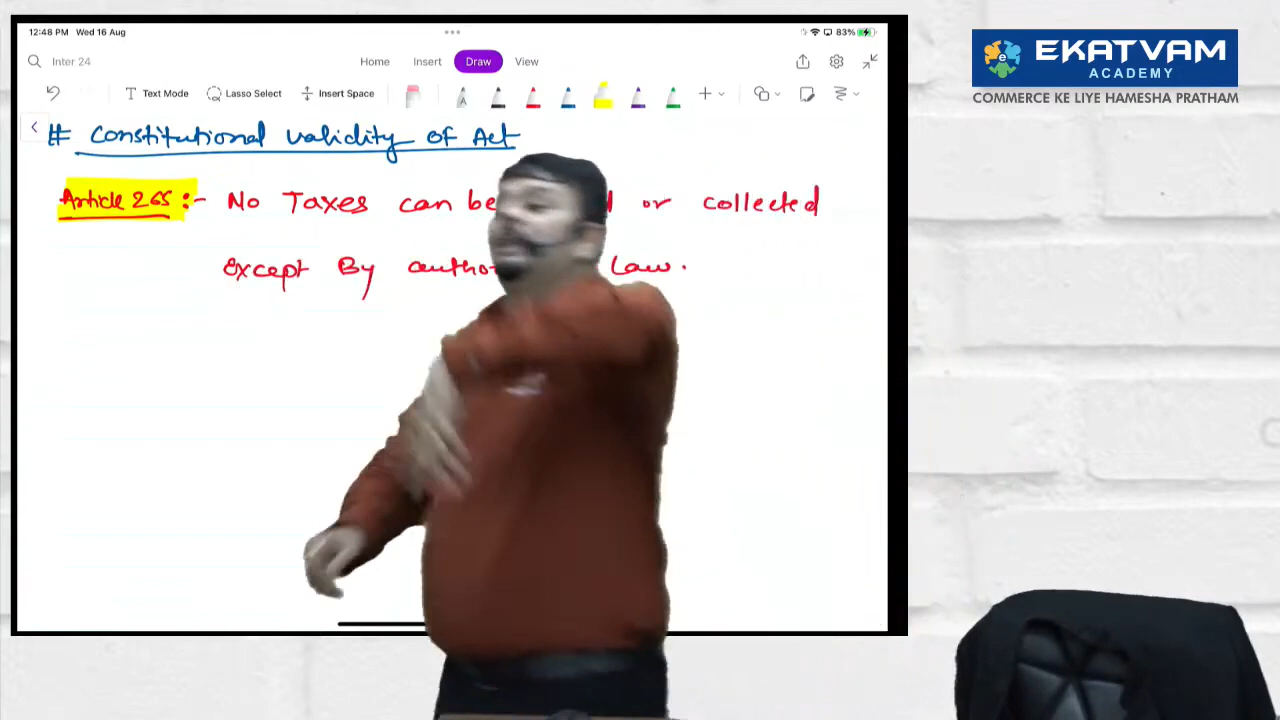 12:48 PM Wed 16 Aug
83%
Inter 24
Home Insert Draw View
Text Mode Lasso Select Insert Space
# Constitutional validity of Act
Article 265 :- No Taxes can be or collected
Except By law.
EKATVAM
ACADEMY
COMMERCE KE LIYE HAMESHA PRATHAM